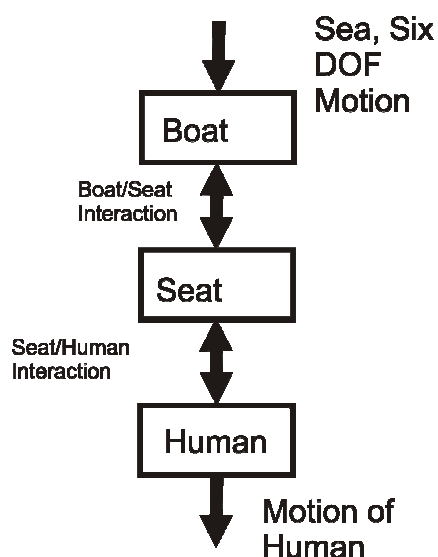 Sea, Six
DOF
Motion
Boat
Boat/Seat
Interaction
Seat
Seat/Human
Interaction
Human
Motion of
Human